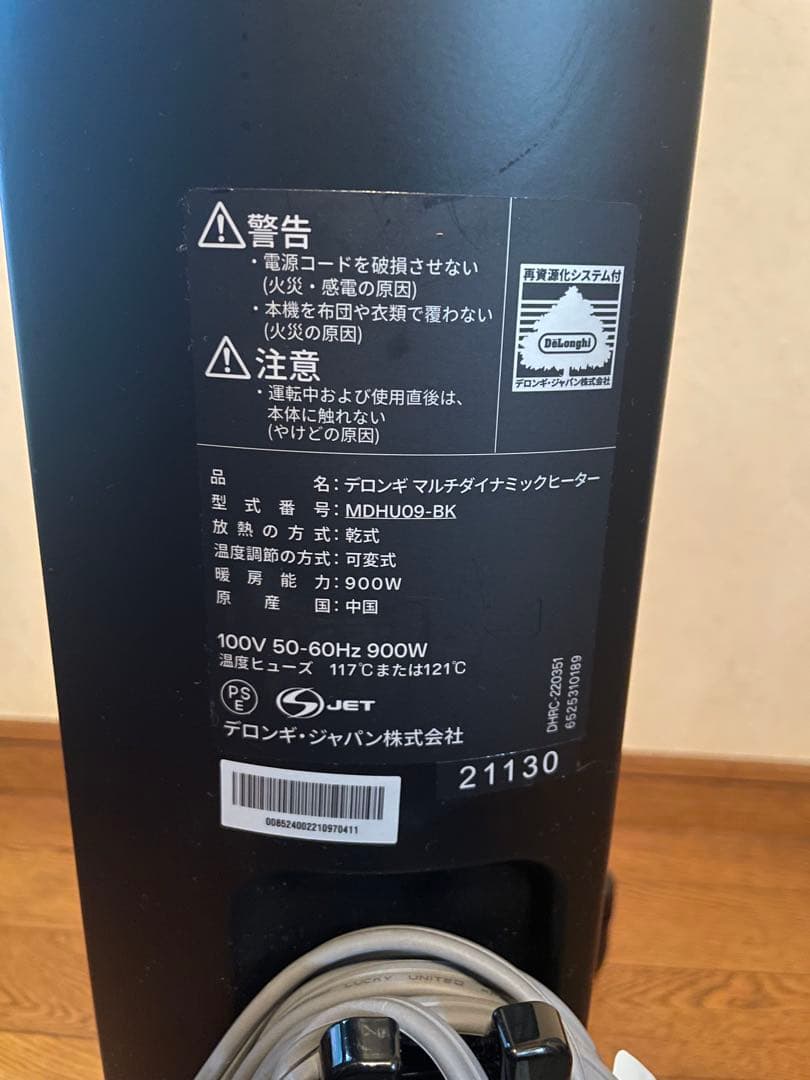 警告
・電源コードを破損させない
(火災・感電の原因)
・本機を布団や衣類で覆わない
(火災の原因)
注意
・運転中および使用直後は、
本体に触れない
(やけどの原因)
再資源化システム付
DeLonghi
デロンギ・ジャパン株式会社
品名：デロンギ マルチダイナミックヒーター
型式番号：MDHU09-BK
放熱の方式：乾式
温度調節の方式：可変式
暖房能力：900W
原産国：中国
100V 50-60Hz 900W
温度ヒューズ 117℃または121℃
PSE
JET
デロンギ・ジャパン株式会社
DHRC-220351
6525310189
21130
008524002210970411
LUCKY UNITED